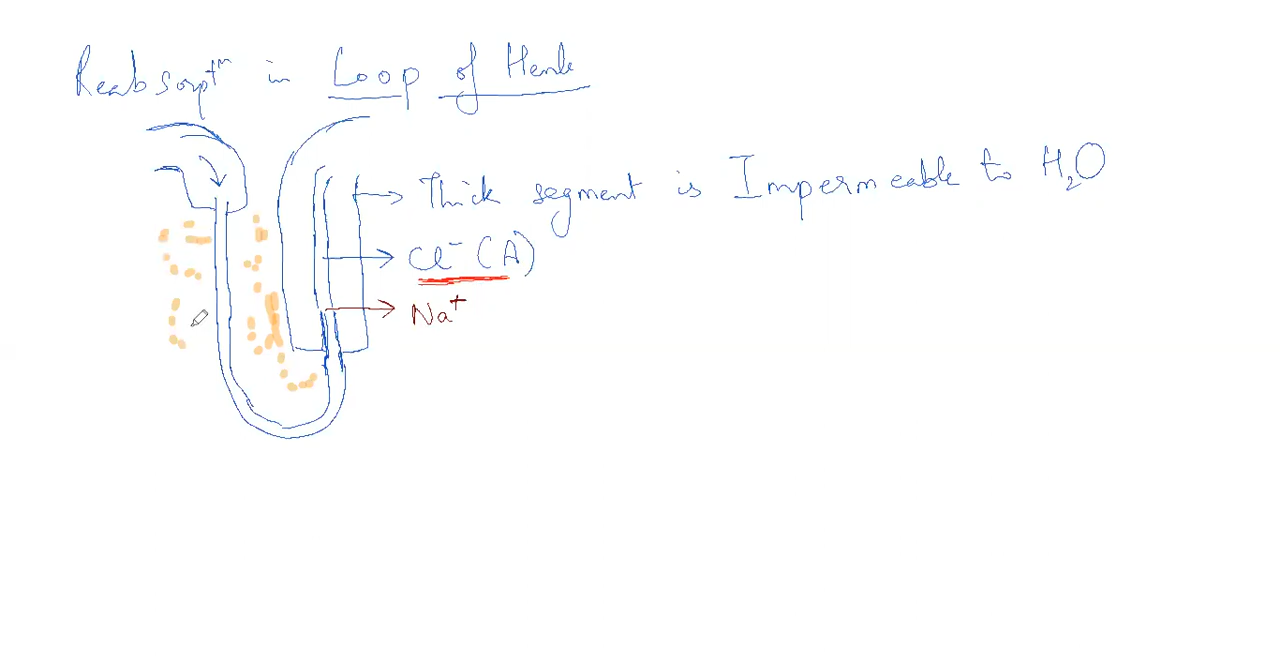 Reabsorptⁿ in Loop of Henle
Thick segment is Impermeable to H₂O
Cl⁻ (A)
Na⁺